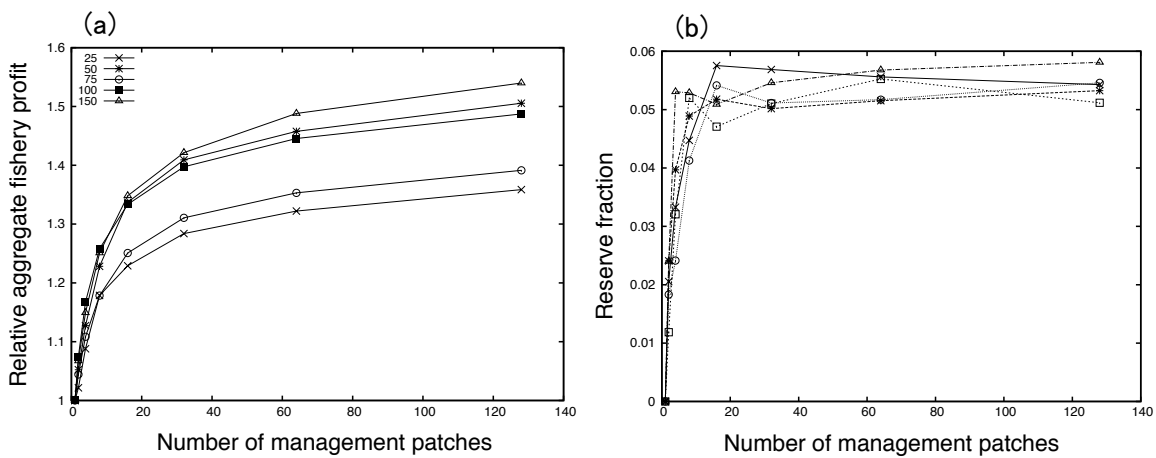 (a)
Relative aggregate fishery profit
1.6
1.5
1.4
1.3
1.2
1.1
1
25
50
75
100
150
0 20 40 60 80 100 120 140
Number of management patches
(b)
Reserve fraction
0.06
0.05
0.04
0.03
0.02
0.01
0
0 20 40 60 80 100 120 140
Number of management patches